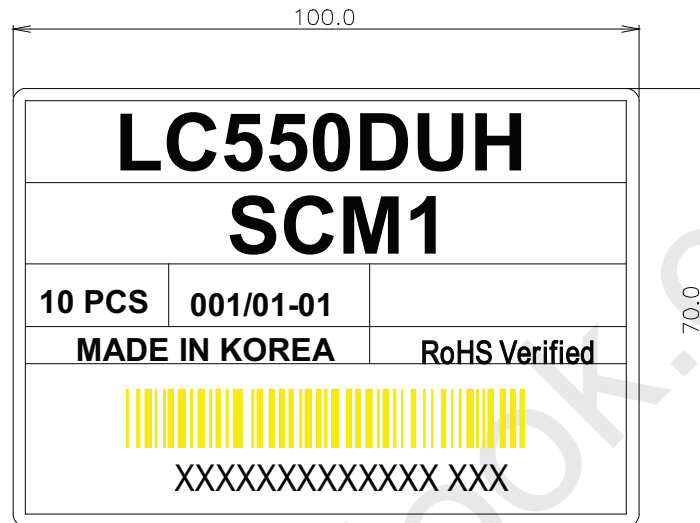 100.0
LC550DUH
SCM1
70.0
10 PCS 001/01-01
MADE IN KOREA RoHS Verified
XXXXXXXXXXXXX XXX